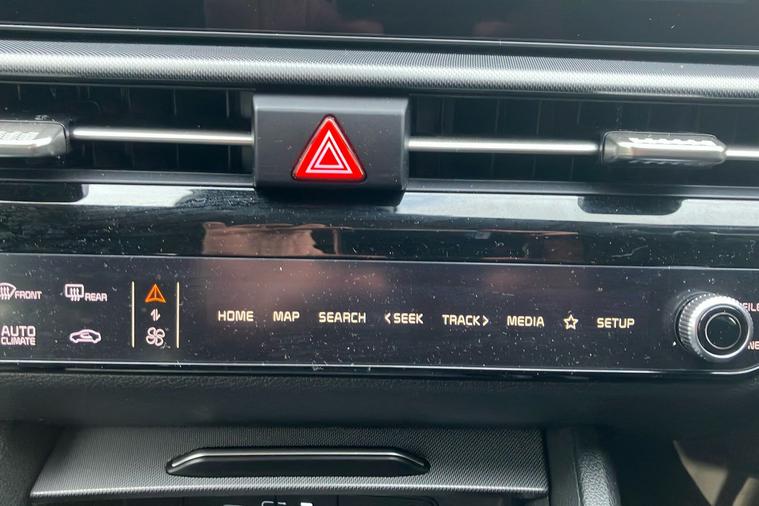 FRONT
REAR
AUTO
CLIMATE
HOME
MAP
SEARCH
<SEEK
TRACK>
MEDIA
SETUP